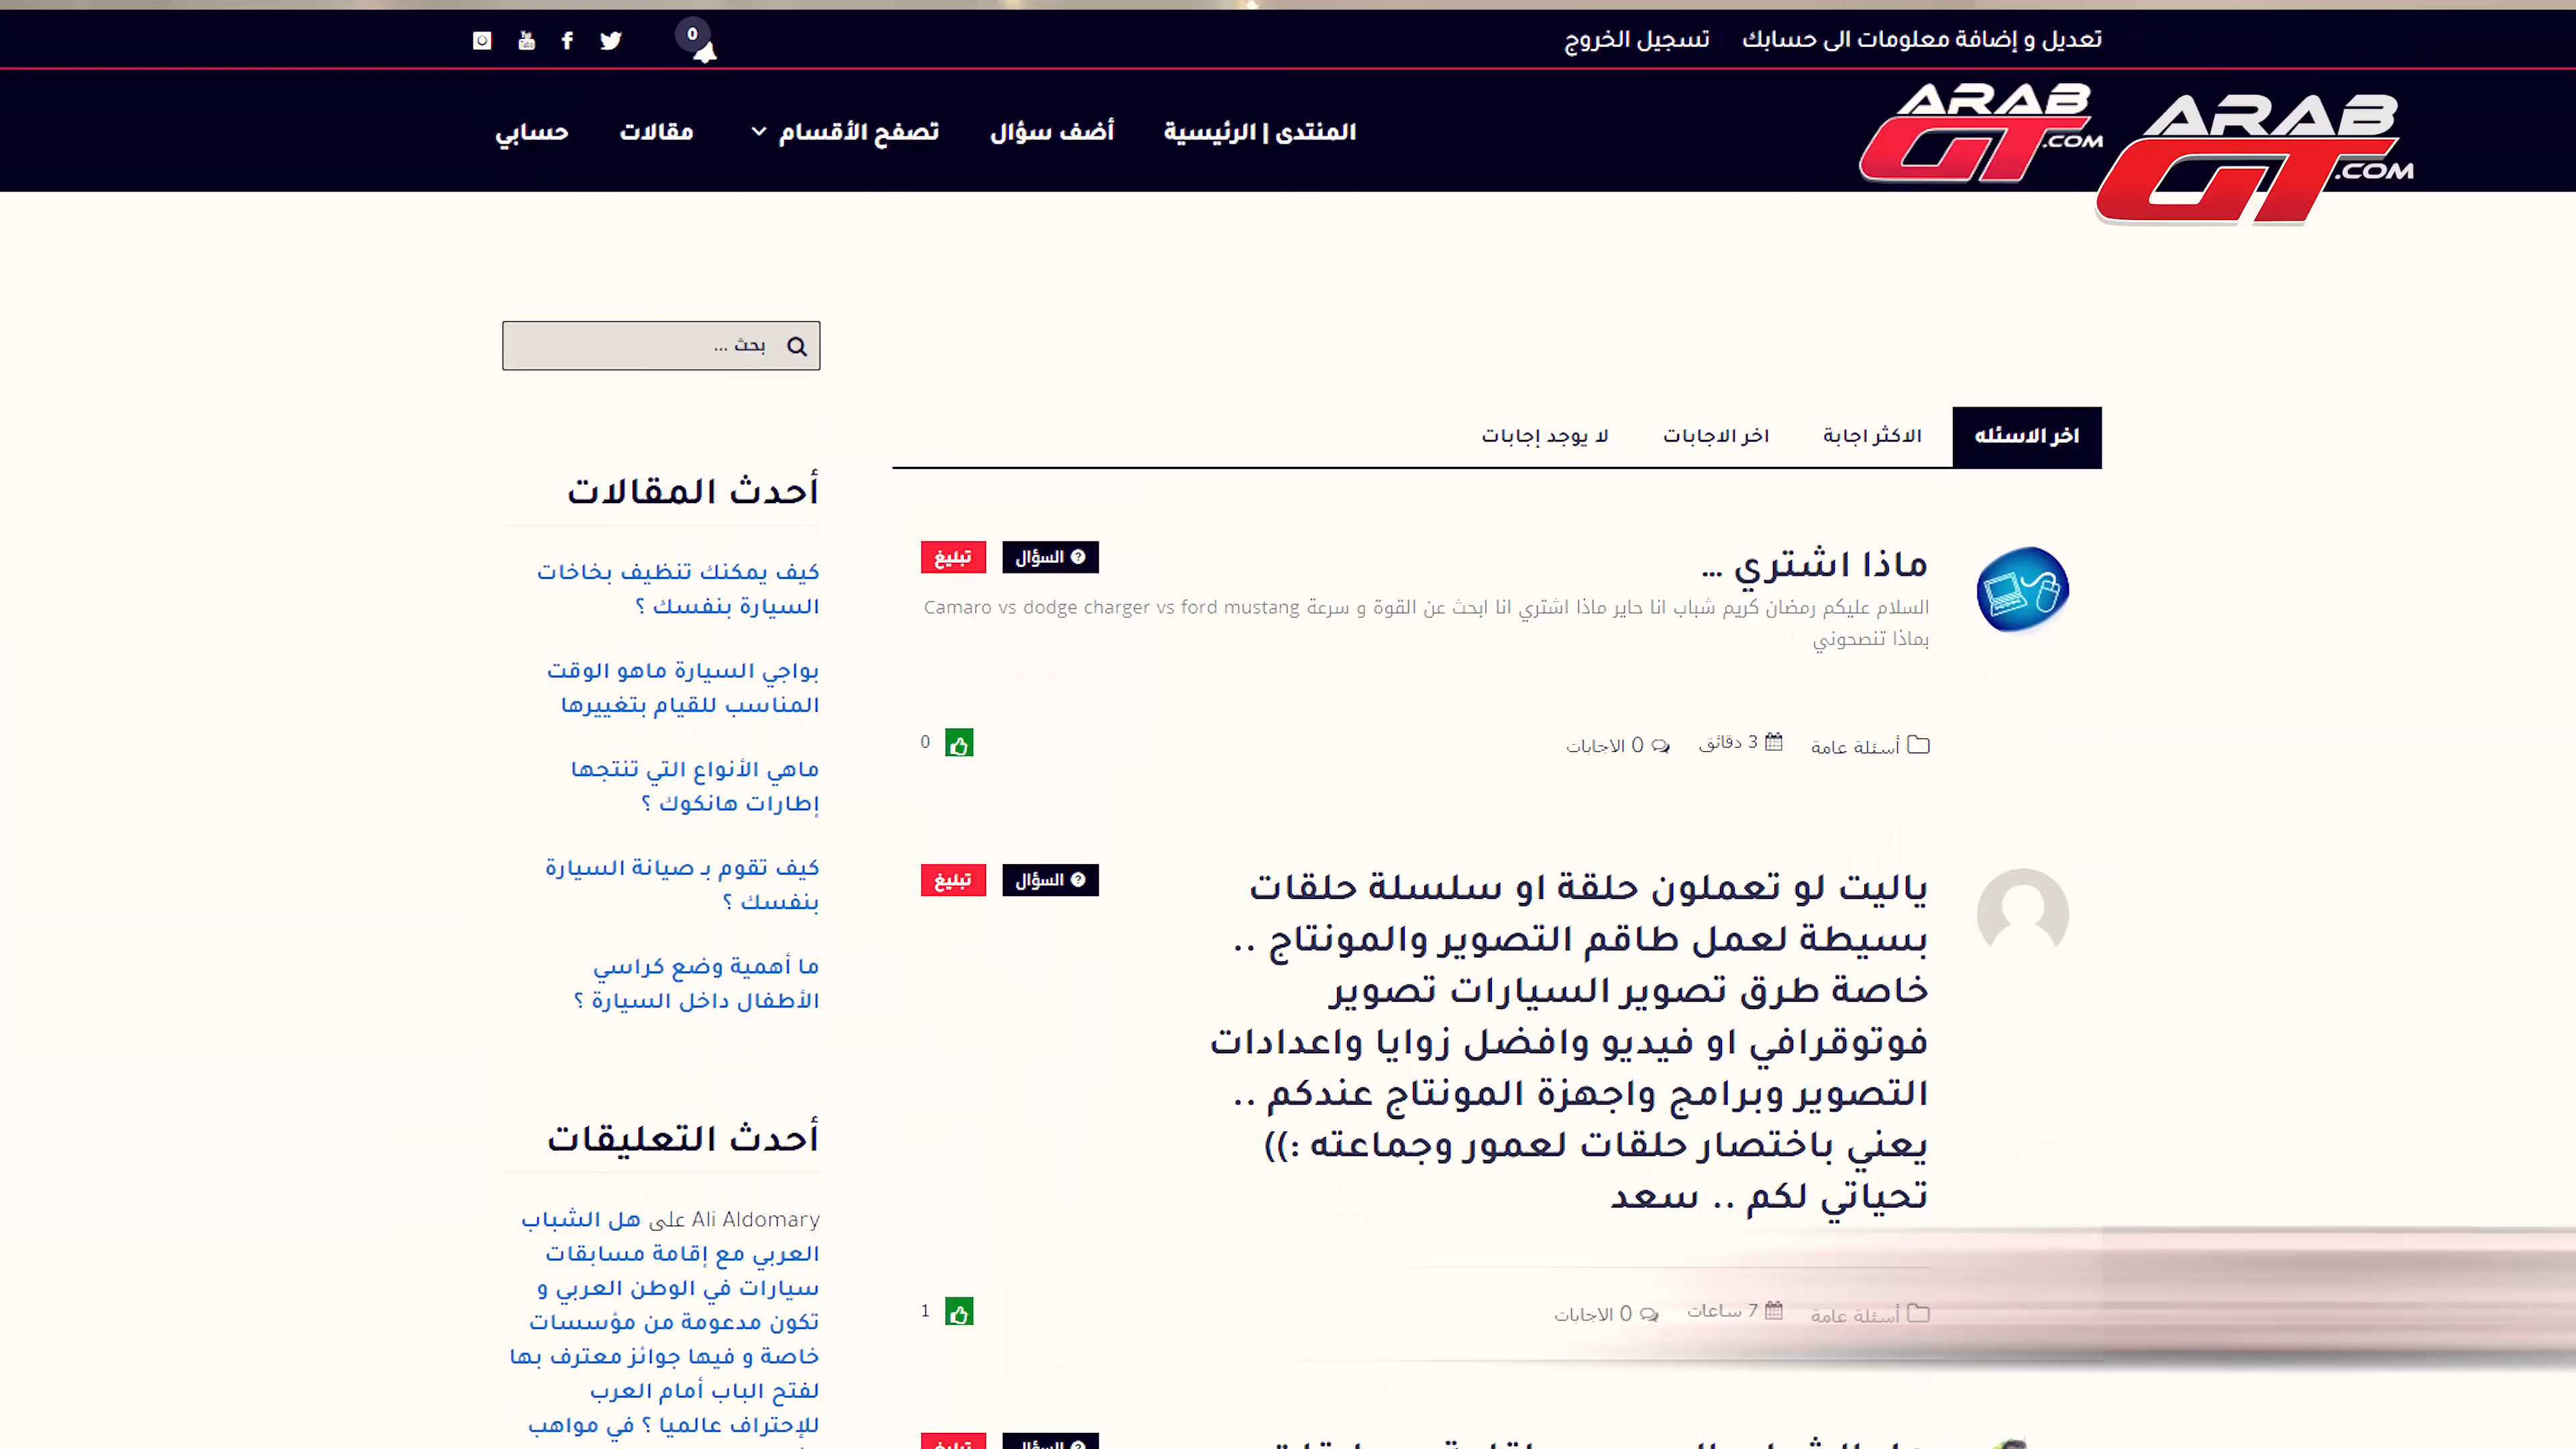 تعديل و إضافة معلومات الى حسابك
تسجيل الخروج
0
ARAB
GT.COM
ARAB
GT.COM
المنتدى | الرئيسية
أضف سؤال
تصفح الأقسام
مقالات
حسابي
بحث ...
اخر الاسئله
الاكثر اجابة
اخر الاجابات
لا يوجد إجابات
ماذا اشتري ...
السؤال
تبليغ
السلام عليكم رمضان كريم شباب انا حاير ماذا اشتري انا ابحث عن القوة و سرعة Camaro vs dodge charger vs ford mustang
بماذا تنصحوني
أسئلة عامة
3 دقائق
0 الاجابات
0
ياليت لو تعملون حلقة او سلسلة حلقات
بسيطة لعمل طاقم التصوير والمونتاج ..
خاصة طرق تصوير السيارات تصوير
فوتوقرافي او فيديو وافضل زوايا واعدادات
التصوير وبرامج واجهزة المونتاج عندكم ..
يعني باختصار حلقات لعمور وجماعته :))
تحياتي لكم .. سعد
السؤال
تبليغ
أسئلة عامة
7 ساعات
0 الاجابات
1
السؤال
تبليغ
أحدث المقالات
كيف يمكنك تنظيف بخاخات
السيارة بنفسك ؟
بواجي السيارة ماهو الوقت
المناسب للقيام بتغييرها
ماهي الأنواع التي تنتجها
إطارات هانكوك ؟
كيف تقوم بـ صيانة السيارة
بنفسك ؟
ما أهمية وضع كراسي
الأطفال داخل السيارة ؟
أحدث التعليقات
Ali Aldomary على هل الشباب
العربي مع إقامة مسابقات
سيارات في الوطن العربي و
تكون مدعومة من مؤسسات
خاصة و فيها جوائز معترف بها
لفتح الباب أمام العرب
للإحتراف عالميا ؟ في مواهب